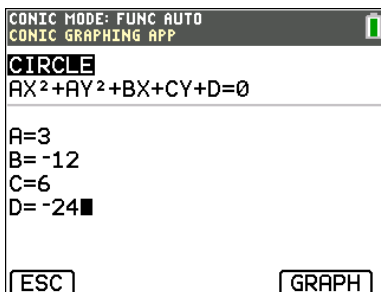 CONIC MODE: FUNC AUTO
CONIC GRAPHING APP
CIRCLE
AX²+AY²+BX+CY+D=0
A=3
B=⁻12
C=6
D=⁻24
ESC GRAPH